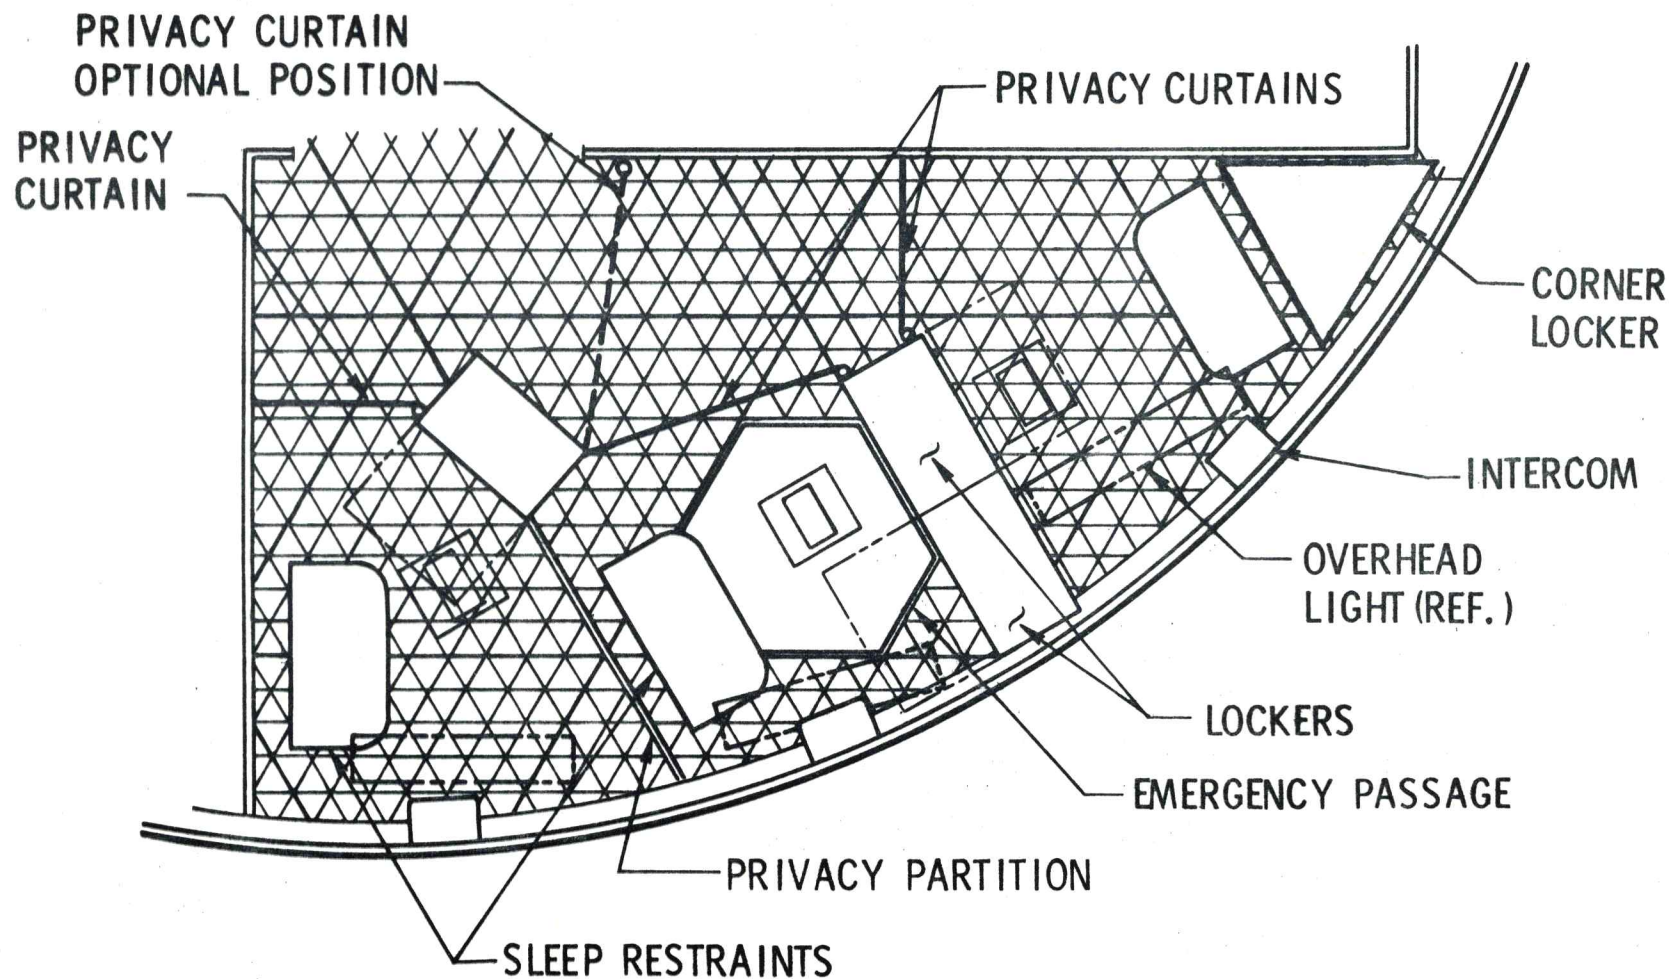 PRIVACY CURTAIN
OPTIONAL POSITION
PRIVACY CURTAINS
PRIVACY
CURTAIN
CORNER
LOCKER
INTERCOM
OVERHEAD
LIGHT (REF.)
LOCKERS
EMERGENCY PASSAGE
PRIVACY PARTITION
SLEEP RESTRAINTS